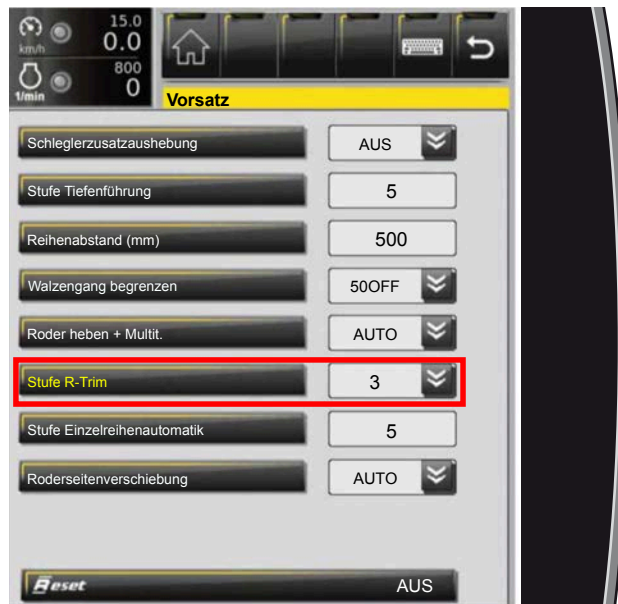 15.0
km/h 0.0
800
1/min 0
Vorsatz
Schleglerzusatzaushebung AUS
Stufe Tiefenführung 5
Reihenabstand (mm) 500
Walzengang begrenzen 50OFF
Roder heben + Multit. AUTO
Stufe R-Trim 3
Stufe Einzelreihenautomatik 5
Roderseitenverschiebung AUTO
Reset AUS